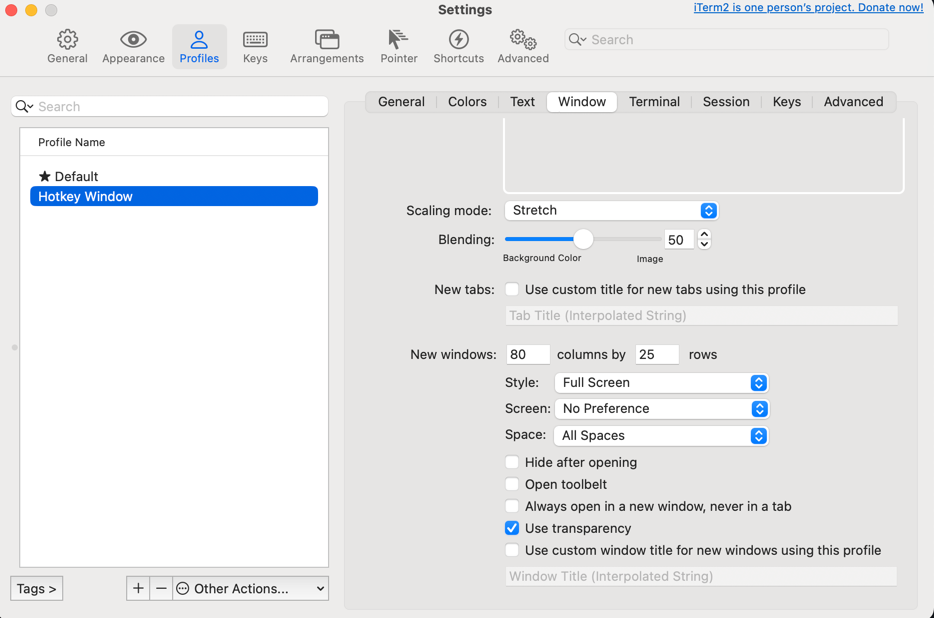 Settings
iTerm2 is one person's project. Donate now!
General
Appearance
Profiles
Keys
Arrangements
Pointer
Shortcuts
Advanced
Search
Search
Profile Name
★ Default
Hotkey Window
Tags >
+
−
Other Actions...
General
Colors
Text
Window
Terminal
Session
Keys
Advanced
Scaling mode: Stretch
Blending: 50
Background Color Image
New tabs: Use custom title for new tabs using this profile
Tab Title (Interpolated String)
New windows: 80 columns by 25 rows
Style: Full Screen
Screen: No Preference
Space: All Spaces
Hide after opening
Open toolbelt
Always open in a new window, never in a tab
Use transparency
Use custom window title for new windows using this profile
Window Title (Interpolated String)